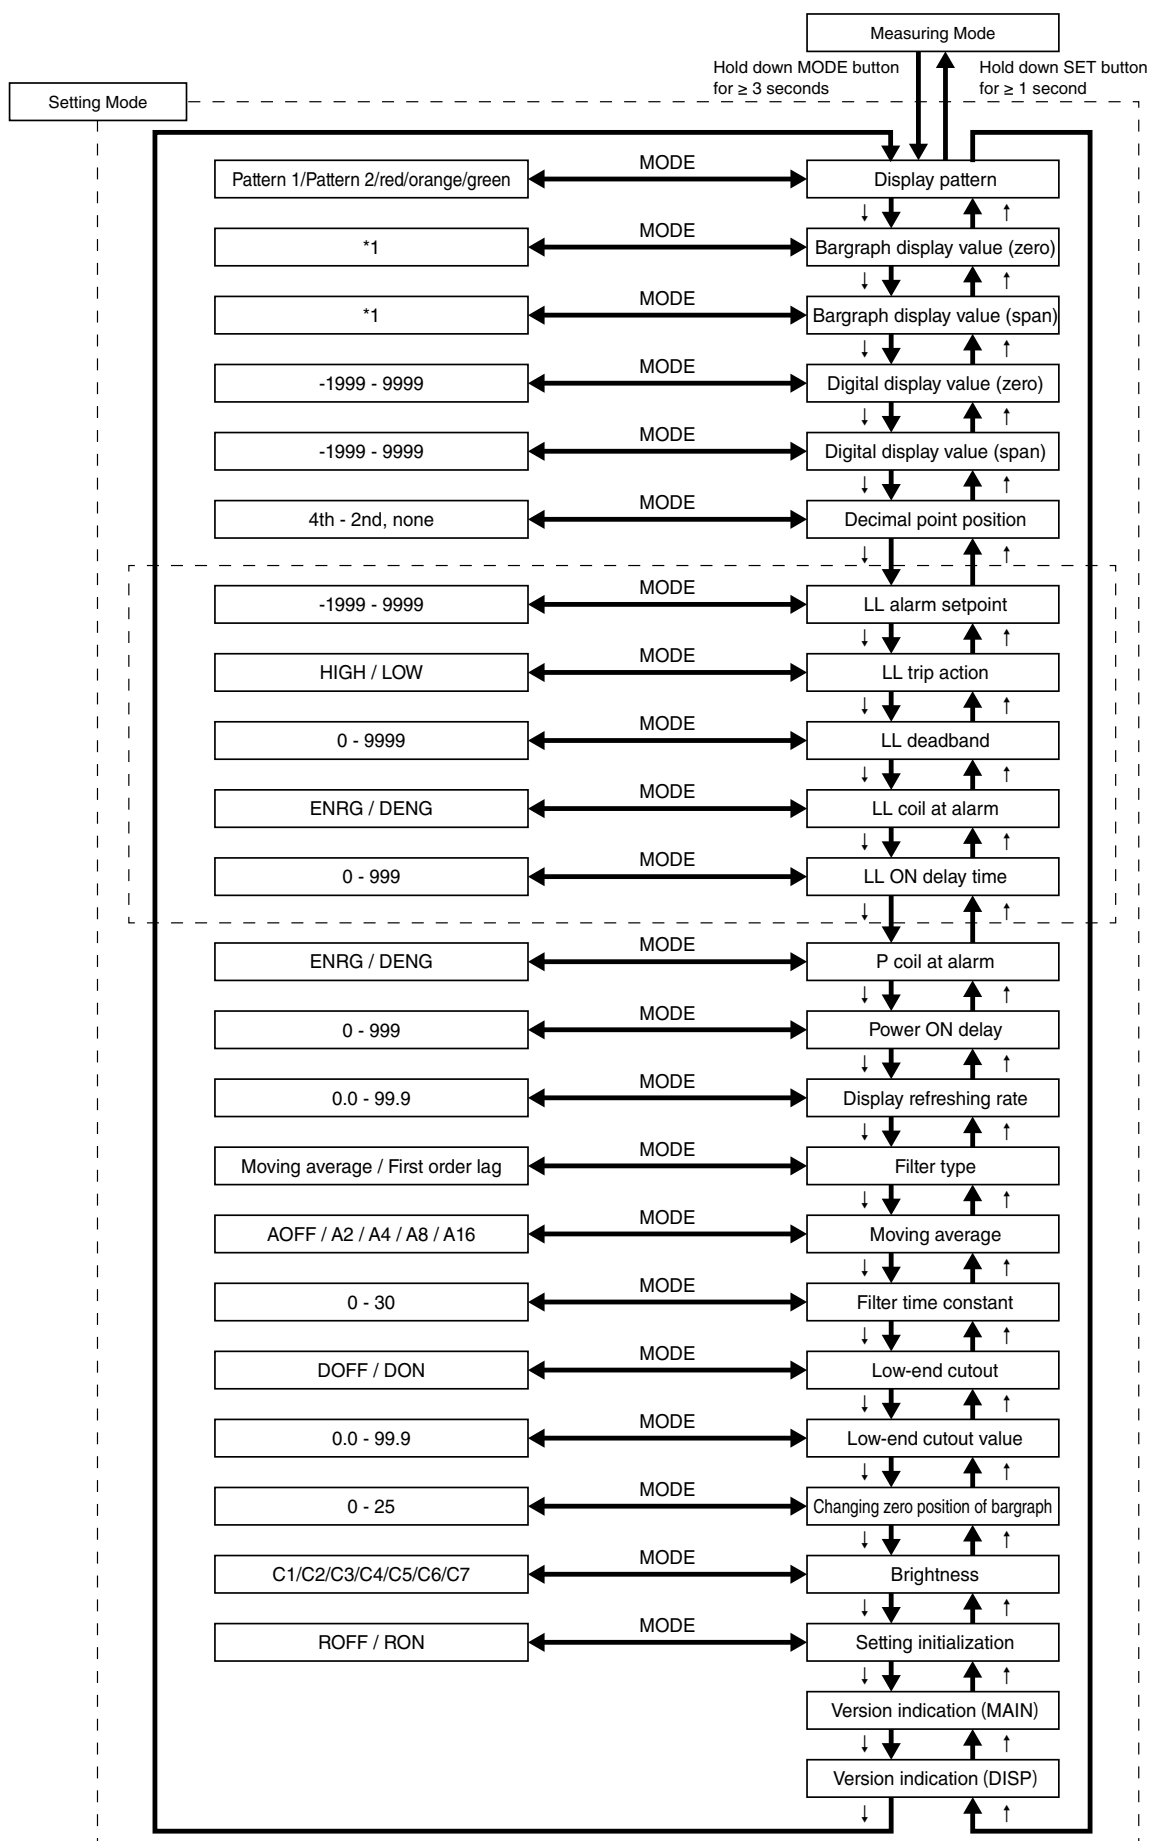 Measuring Mode
Hold down MODE button
for ≥ 3 seconds
Hold down SET button
for ≥ 1 second
Setting Mode
Pattern 1/Pattern 2/red/orange/green
MODE
Display pattern
↓ ↑
*1
MODE
Bargraph display value (zero)
↓ ↑
*1
MODE
Bargraph display value (span)
↓ ↑
-1999 - 9999
MODE
Digital display value (zero)
↓ ↑
-1999 - 9999
MODE
Digital display value (span)
↓ ↑
4th - 2nd, none
MODE
Decimal point position
↓ ↑
-1999 - 9999
MODE
LL alarm setpoint
↓ ↑
HIGH / LOW
MODE
LL trip action
↓ ↑
0 - 9999
MODE
LL deadband
↓ ↑
ENRG / DENG
MODE
LL coil at alarm
↓ ↑
0 - 999
MODE
LL ON delay time
↓ ↑
ENRG / DENG
MODE
P coil at alarm
↓ ↑
0 - 999
MODE
Power ON delay
↓ ↑
0.0 - 99.9
MODE
Display refreshing rate
↓ ↑
Moving average / First order lag
MODE
Filter type
↓ ↑
AOFF / A2 / A4 / A8 / A16
MODE
Moving average
↓ ↑
0 - 30
MODE
Filter time constant
↓ ↑
DOFF / DON
MODE
Low-end cutout
↓ ↑
0.0 - 99.9
MODE
Low-end cutout value
↓ ↑
0 - 25
MODE
Changing zero position of bargraph
↓ ↑
C1/C2/C3/C4/C5/C6/C7
MODE
Brightness
↓ ↑
ROFF / RON
MODE
Setting initialization
↓ ↑
Version indication (MAIN)
↓ ↑
Version indication (DISP)
↓ ↑